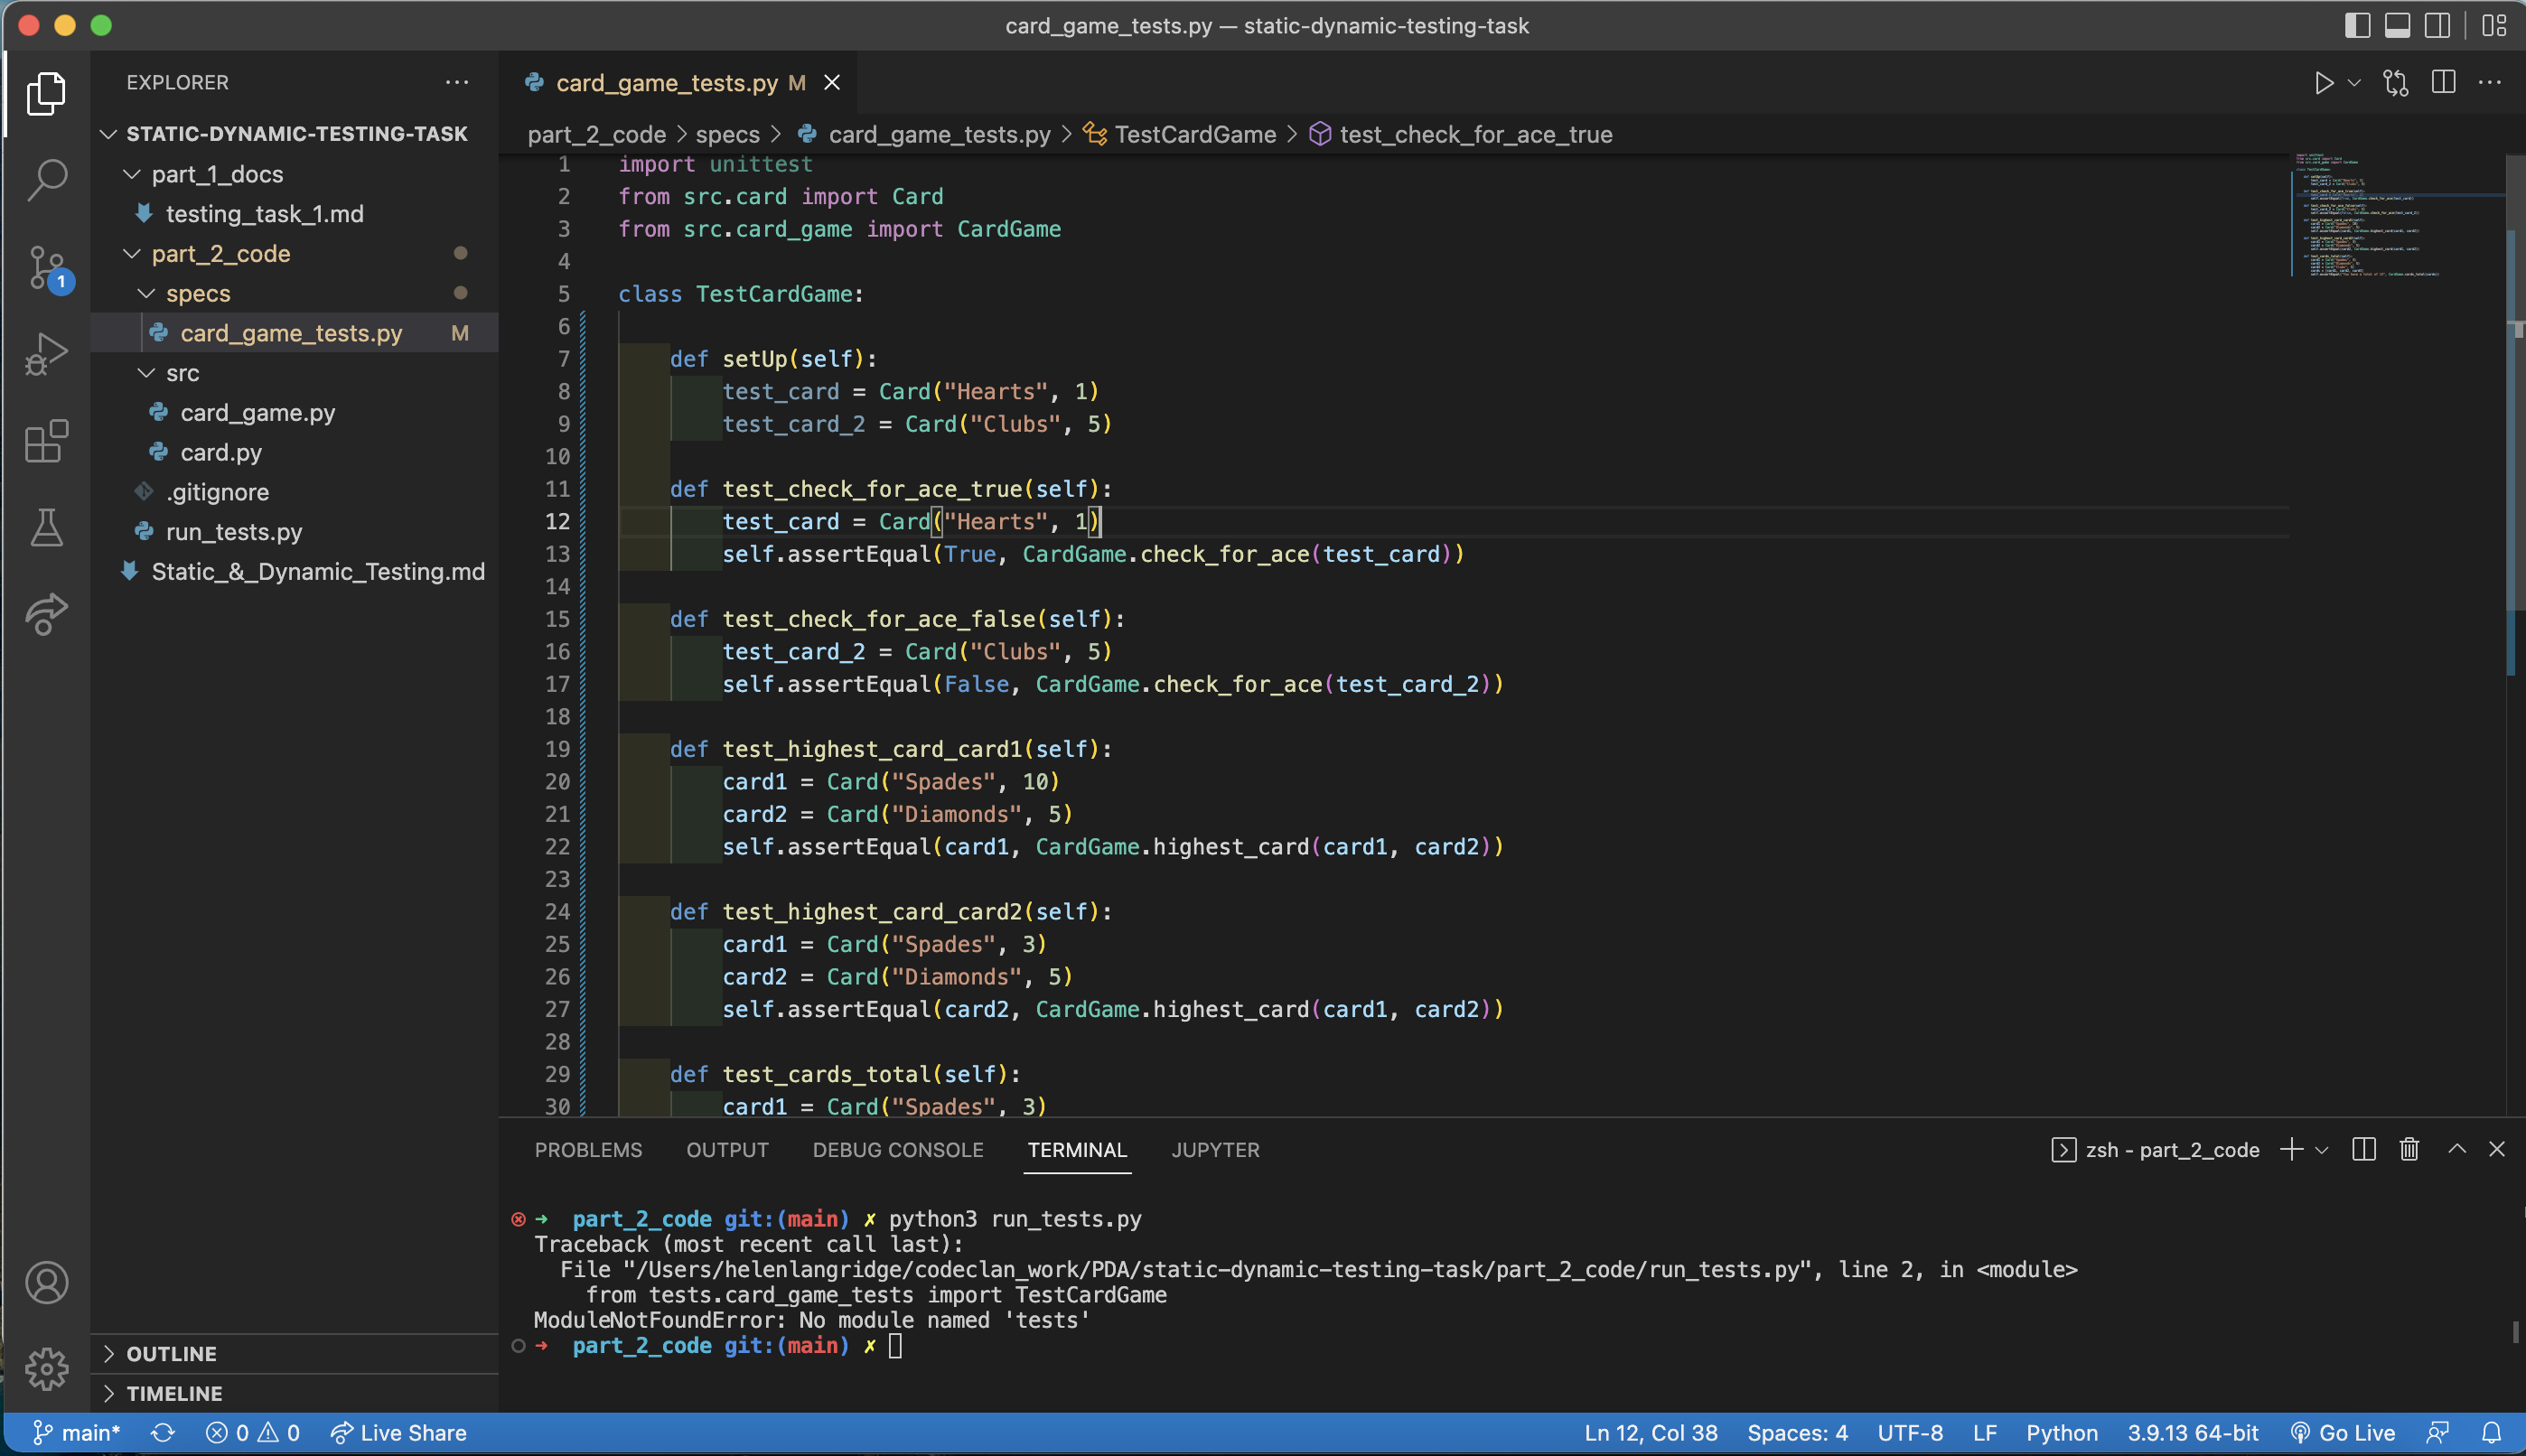 card_game_tests.py — static-dynamic-testing-task
EXPLORER
STATIC-DYNAMIC-TESTING-TASK
part_1_docs
testing_task_1.md
part_2_code
specs
card_game_tests.py M
src
card_game.py
card.py
.gitignore
run_tests.py
Static_&_Dynamic_Testing.md
OUTLINE
TIMELINE
1
card_game_tests.py M
part_2_code > specs > card_game_tests.py > TestCardGame > test_check_for_ace_true
1 import unittest
2 from src.card import Card
3 from src.card_game import CardGame
4
5 class TestCardGame:
6
7 def setUp(self):
8 test_card = Card("Hearts", 1)
9 test_card_2 = Card("Clubs", 5)
10
11 def test_check_for_ace_true(self):
12 test_card = Card("Hearts", 1)
13 self.assertEqual(True, CardGame.check_for_ace(test_card))
14
15 def test_check_for_ace_false(self):
16 test_card_2 = Card("Clubs", 5)
17 self.assertEqual(False, CardGame.check_for_ace(test_card_2))
18
19 def test_highest_card_card1(self):
20 card1 = Card("Spades", 10)
21 card2 = Card("Diamonds", 5)
22 self.assertEqual(card1, CardGame.highest_card(card1, card2))
23
24 def test_highest_card_card2(self):
25 card1 = Card("Spades", 3)
26 card2 = Card("Diamonds", 5)
27 self.assertEqual(card2, CardGame.highest_card(card1, card2))
28
29 def test_cards_total(self):
30 card1 = Card("Spades", 3)
PROBLEMS OUTPUT DEBUG CONSOLE TERMINAL JUPYTER
zsh - part_2_code
➜ part_2_code git:(main) ✗ python3 run_tests.py
Traceback (most recent call last):
File "/Users/helenlangridge/codeclan_work/PDA/static-dynamic-testing-task/part_2_code/run_tests.py", line 2, in <module>
from tests.card_game_tests import TestCardGame
ModuleNotFoundError: No module named 'tests'
➜ part_2_code git:(main) ✗
main* 0 0 Live Share Ln 12, Col 38 Spaces: 4 UTF-8 LF Python 3.9.13 64-bit Go Live